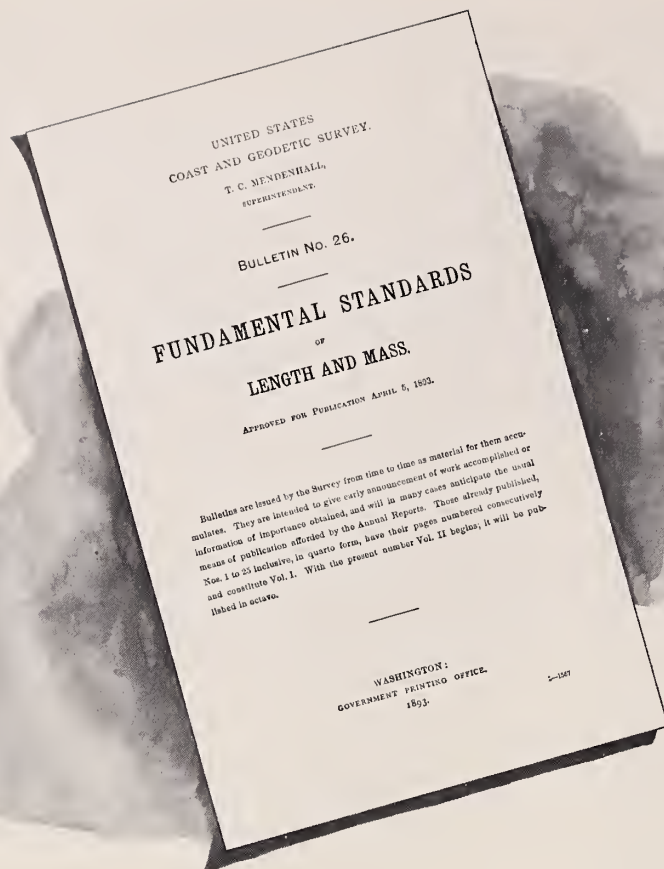 UNITED STATES
COAST AND GEODETIC SURVEY.
T. C. MENDENHALL,
SUPERINTENDENT.
BULLETIN NO. 26.
FUNDAMENTAL STANDARDS
OF
LENGTH AND MASS.
APPROVED FOR PUBLICATION APRIL 5, 1893.
Bulletins are issued by the Survey from time to time as material for them accu-
mulates. They are intended to give early announcement of work accomplished or
information of importance obtained, and will in many cases anticipate the usual
means of publication afforded by the Annual Reports. Those already published,
Nos. 1 to 25 inclusive, in quarto form, have their pages numbered consecutively
and constitute Vol. I. With the present number Vol. II begins; it will be pub-
lished in octavo.
WASHINGTON:
GOVERNMENT PRINTING OFFICE.
1893.